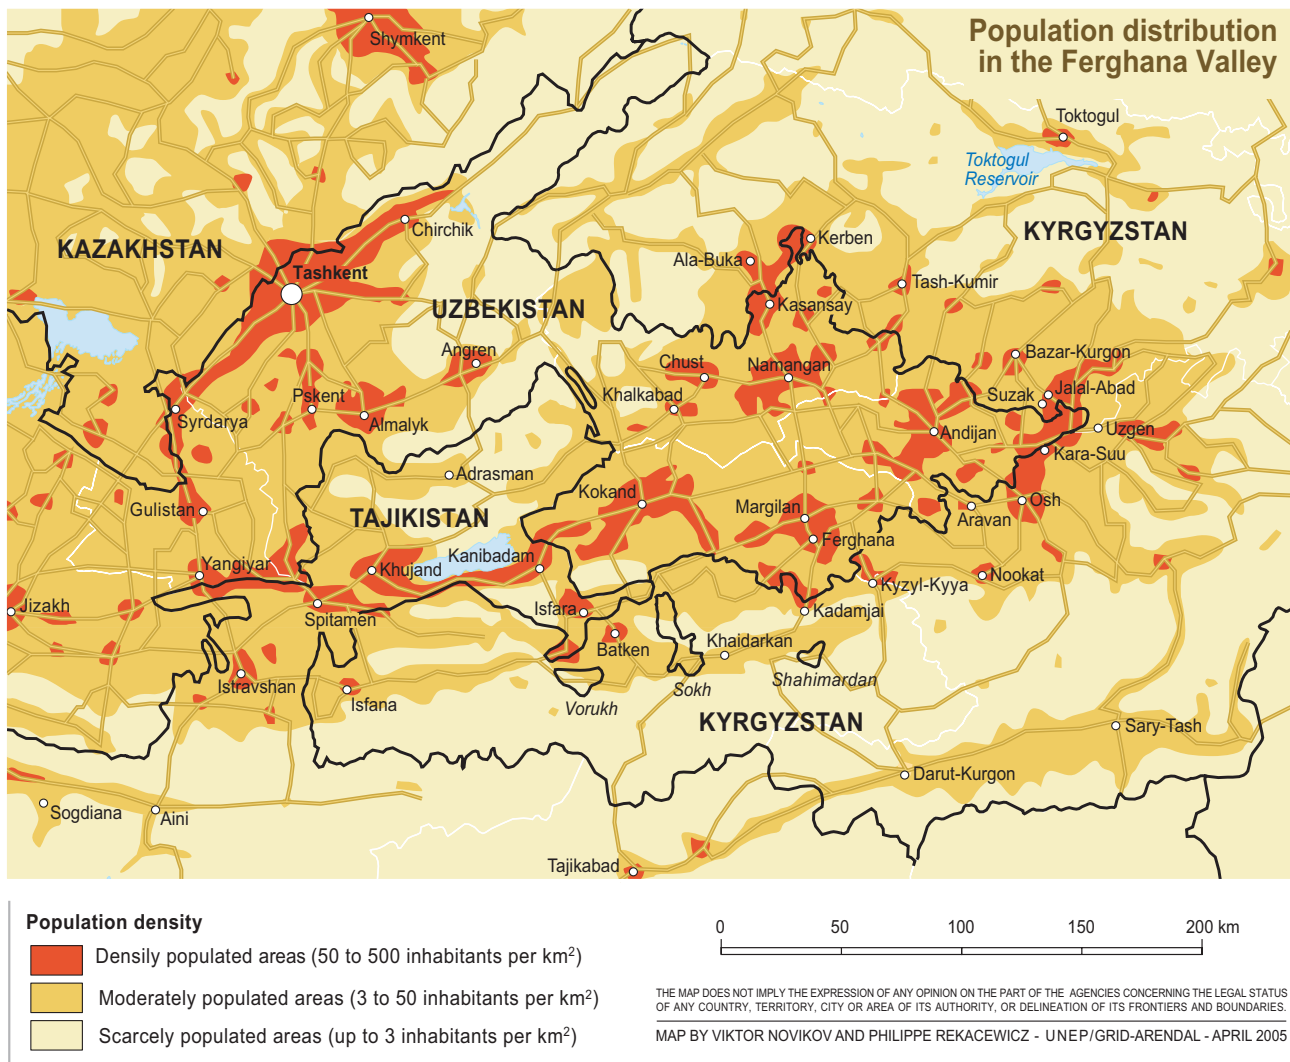 Population distribution
in the Ferghana Valley
Shymkent
Toktogul
Toktogul
Reservoir
Chirchik
KAZAKHSTAN
KYRGYZSTAN
Kerben
Ala-Buka
Tashkent
Tash-Kumir
UZBEKISTAN
Kasansay
Angren
Bazar-Kurgon
Chust
Namangan
Jalal-Abad
Suzak
Pskent
Khalkabad
Syrdarya
Almalyk
Andijan
Uzgen
Kara-Suu
Adrasman
Kokand
Gulistan
TAJIKISTAN
Margilan
Osh
Aravan
Ferghana
Kanibadam
Yangiyar
Khujand
Nookat
Kyzyl-Kyya
Jizakh
Spitamen
Isfara
Kadamjai
Batken
Khaidarkan
Istravshan
Shahimardan
Isfana
Sokh
Vorukh
KYRGYZSTAN
Sary-Tash
Darut-Kurgon
Sogdiana
Aini
Tajikabad
Population density
Densily populated areas (50 to 500 inhabitants per km²)
Moderately populated areas (3 to 50 inhabitants per km²)
Scarcely populated areas (up to 3 inhabitants per km²)
0 50 100 150 200 km
THE MAP DOES NOT IMPLY THE EXPRESSION OF ANY OPINION ON THE PART OF THE AGENCIES CONCERNING THE LEGAL STATUS
OF ANY COUNTRY, TERRITORY, CITY OR AREA OF ITS AUTHORITY, OR DELINEATION OF ITS FRONTIERS AND BOUNDARIES.
MAP BY VIKTOR NOVIKOV AND PHILIPPE REKACEWICZ - UNEP/GRID-ARENDAL - APRIL 2005